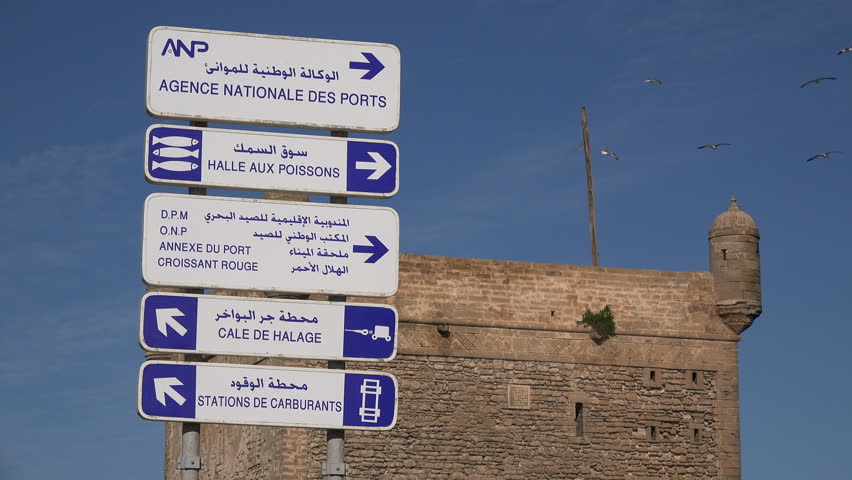 ANP
الوكالة الوطنية للموانئ
AGENCE NATIONALE DES PORTS
سوق السمك
HALLE AUX POISSONS
D.P.M المندوبية الإقليمية للصيد البحري
O.N.P المكتب الوطني للصيد
ANNEXE DU PORT ملحقة الميناء
CROISSANT ROUGE الهلال الأحمر
محطة جر البواخر
CALE DE HALAGE
محطة الوقود
STATIONS DE CARBURANTS